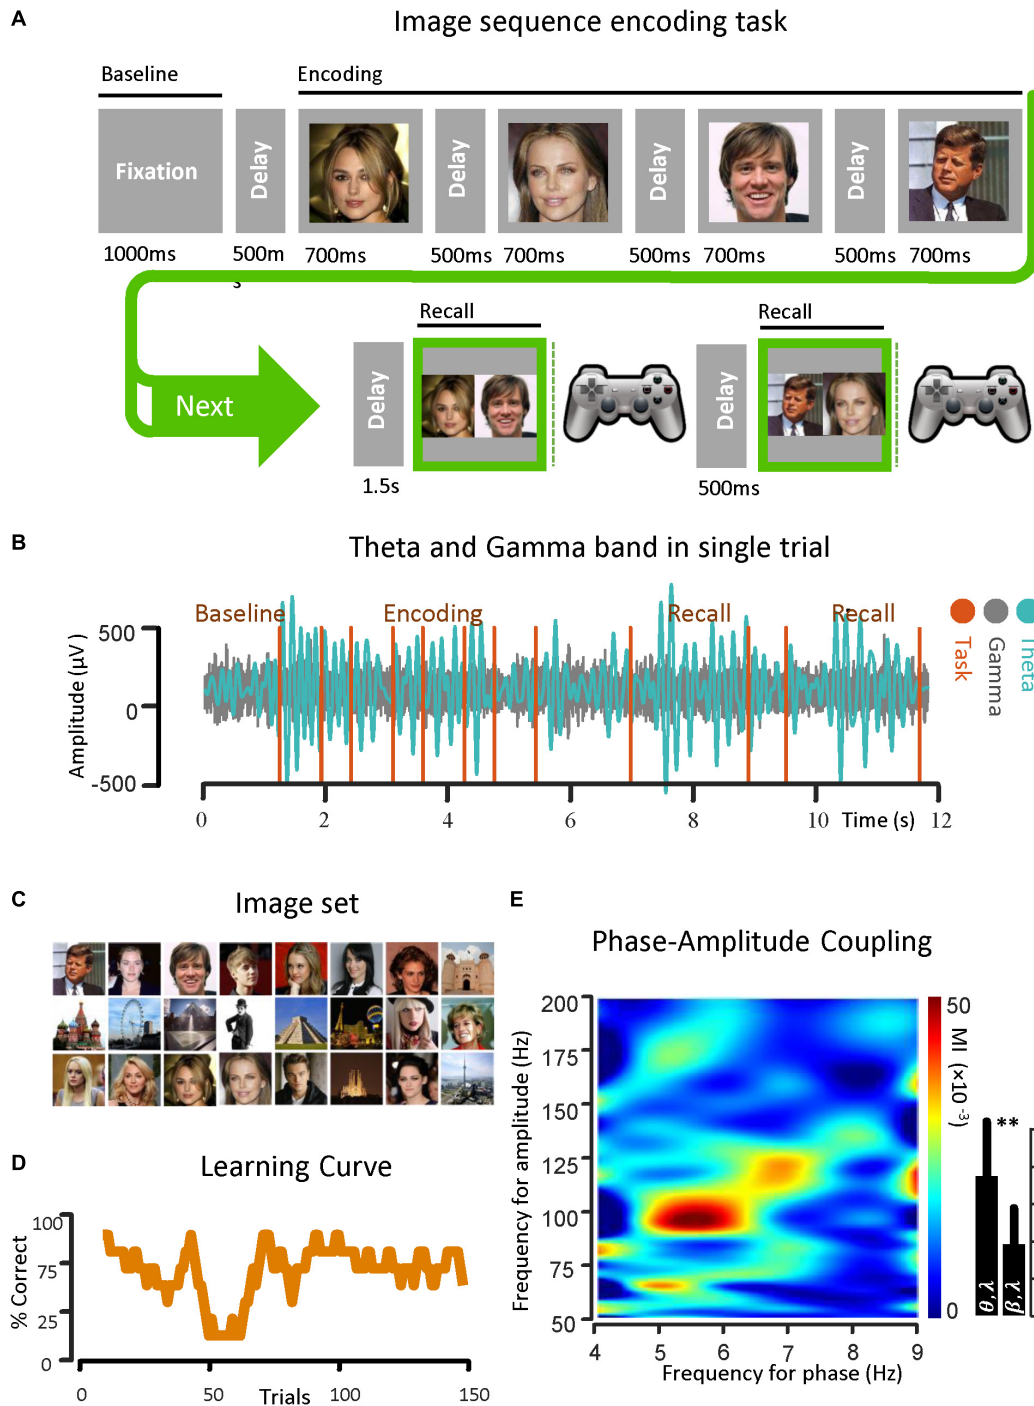 A
Image sequence encoding task
Baseline
Encoding
Fixation
Delay
Delay
Delay
Delay
1000ms
500m
s
700ms
500ms
700ms
500ms
700ms
500ms
700ms
Next
Recall
Recall
Delay
Delay
1.5s
500ms
B
Theta and Gamma band in single trial
Baseline
Encoding
Recall
Recall
Amplitude (µV)
500
0
-500
0
2
4
6
8
10
Time (s)
12
Task
Gamma
Theta
C
Image set
D
Learning Curve
% Correct
100
75
25
0
0
50
Trials
100
150
E
Phase-Amplitude Coupling
Frequency for amplitude (Hz)
200
175
150
125
100
75
50
4
5
6
7
8
9
Frequency for phase (Hz)
50
MI (×10 -3)
0
**
θ, λ
β, λ